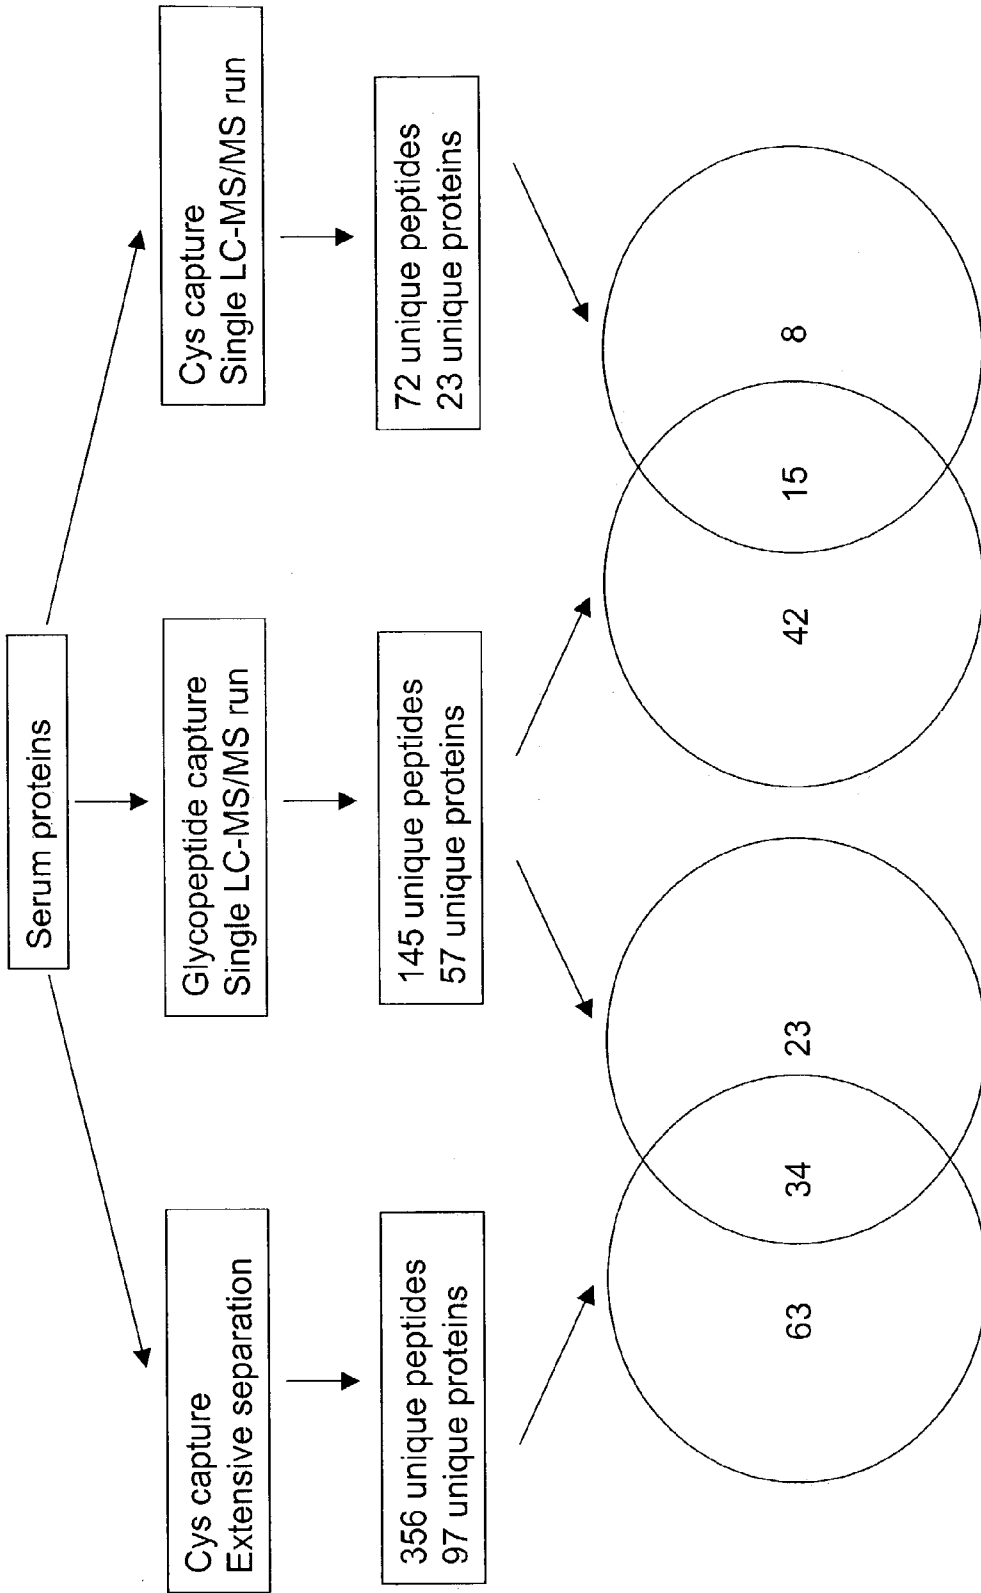 Serum proteins
Cys capture
Extensive separation
Glycopeptide capture
Single LC-MS/MS run
Cys capture
Single LC-MS/MS run
356 unique peptides
97 unique proteins
145 unique peptides
57 unique proteins
72 unique peptides
23 unique proteins
63
34
23
42
15
8